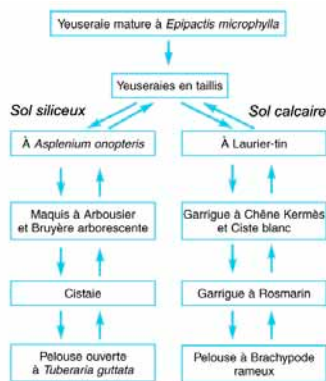 Yeuseraie mature à Epipactis microphylla
Yeuseraies en taillis
Sol siliceux
Sol calcaire
À Asplenium onopteris
À Laurier-tin
Maquis à Arbousier
et Bruyère arborescente
Garrigue à Chêne Kermès
et Ciste blanc
Cistaie
Garrigue à Rosmarin
Pelouse ouverte
à Tuberaria guttata
Pelouse à Brachypode
rameux